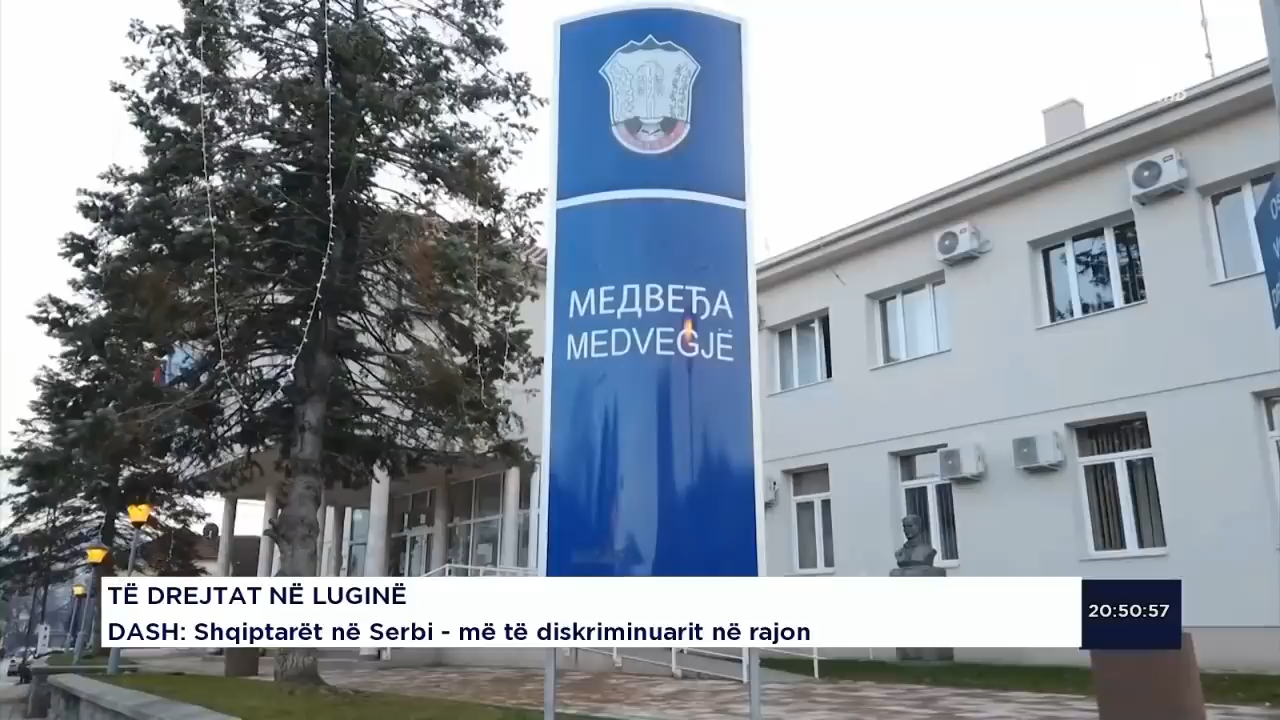 МЕДВЕЂА
MEDVEGJË
TË DREJTAT NË LUGINË
DASH: Shqiptarët në Serbi - më të diskriminuarit në rajon
20:50:57